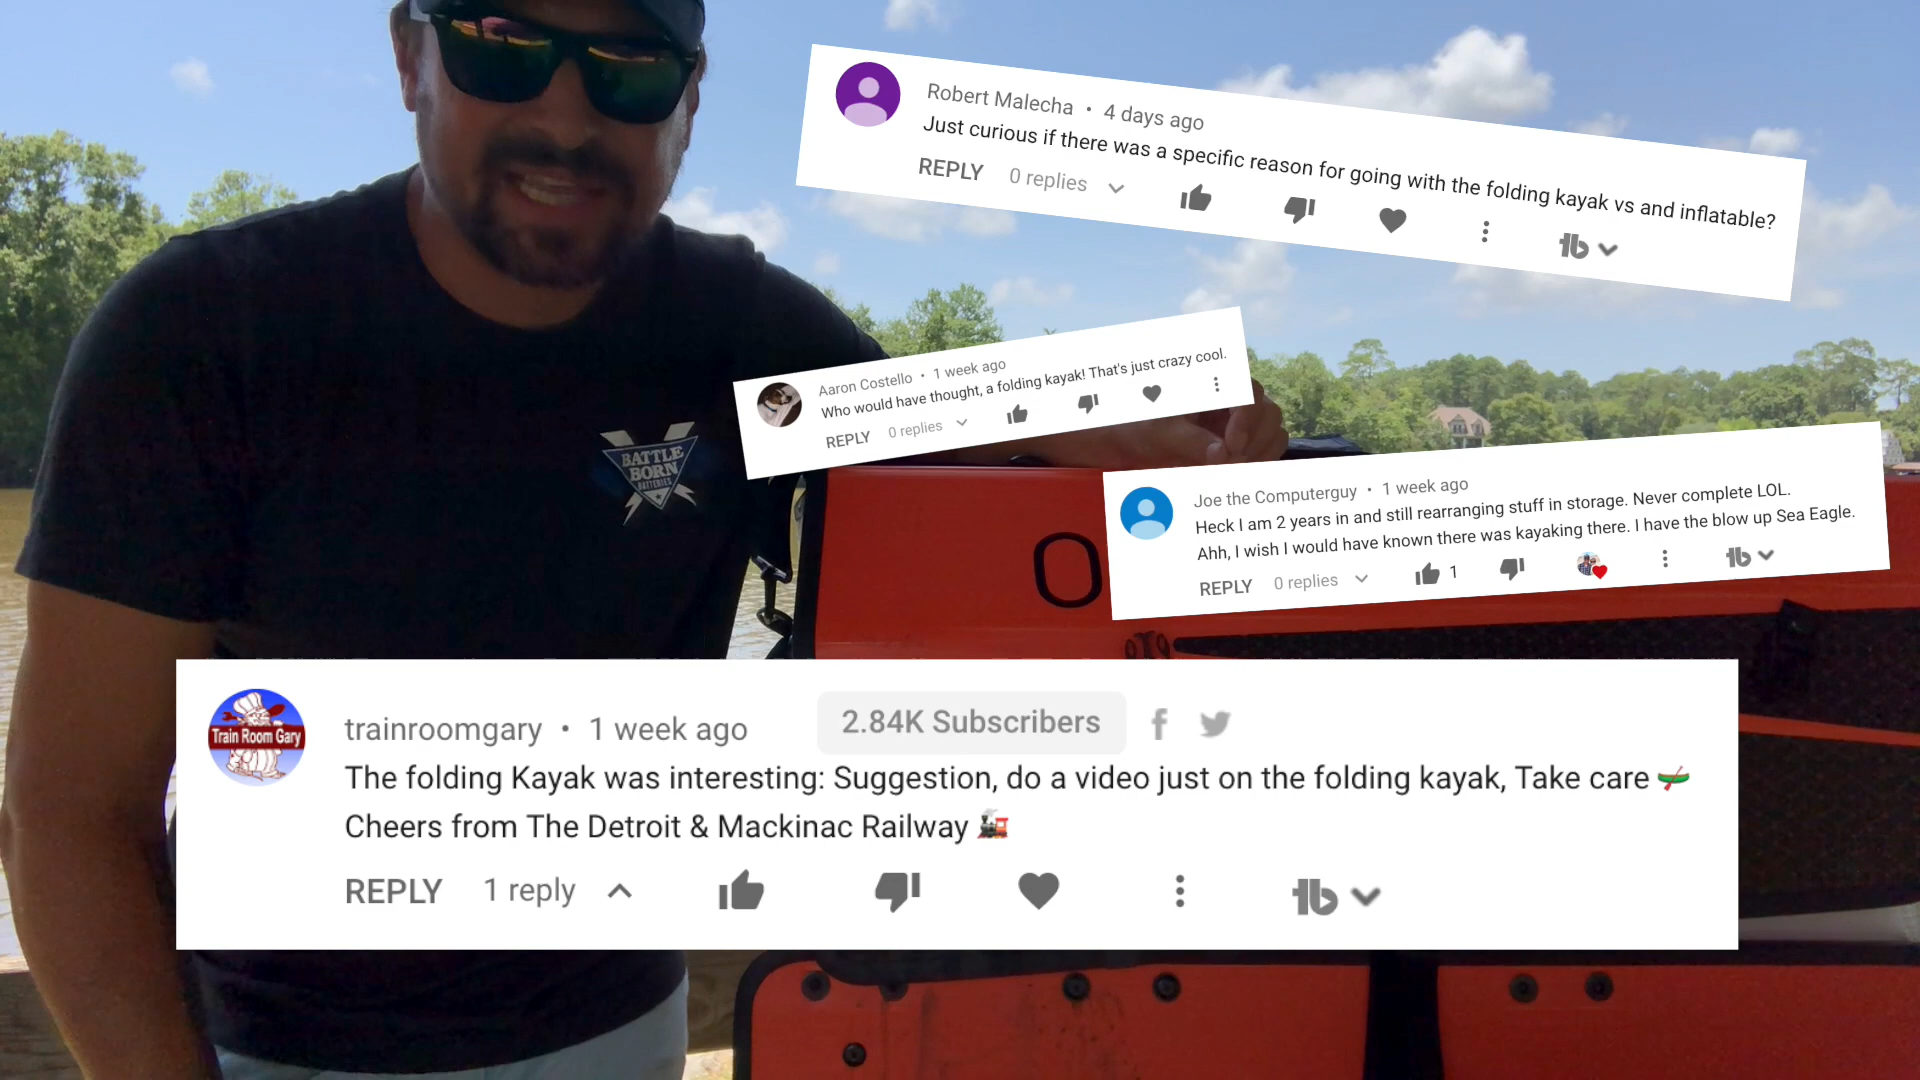 Robert Malecha • 4 days ago
Just curious if there was a specific reason for going with the folding kayak vs and inflatable?
REPLY 0 replies
Aaron Costello • 1 week ago
Who would have thought, a folding kayak! That's just crazy cool.
REPLY 0 replies
BATTLE
BORN
BATTERIES
Joe the Computerguy • 1 week ago
Heck I am 2 years in and still rearranging stuff in storage. Never complete LOL.
Ahh, I wish I would have known there was kayaking there. I have the blow up Sea Eagle.
REPLY 0 replies 1
Train Room Gary
trainroomgary • 1 week ago 2.84K Subscribers
The folding Kayak was interesting: Suggestion, do a video just on the folding kayak, Take care 🛶
Cheers from The Detroit & Mackinac Railway 🚂
REPLY 1 reply